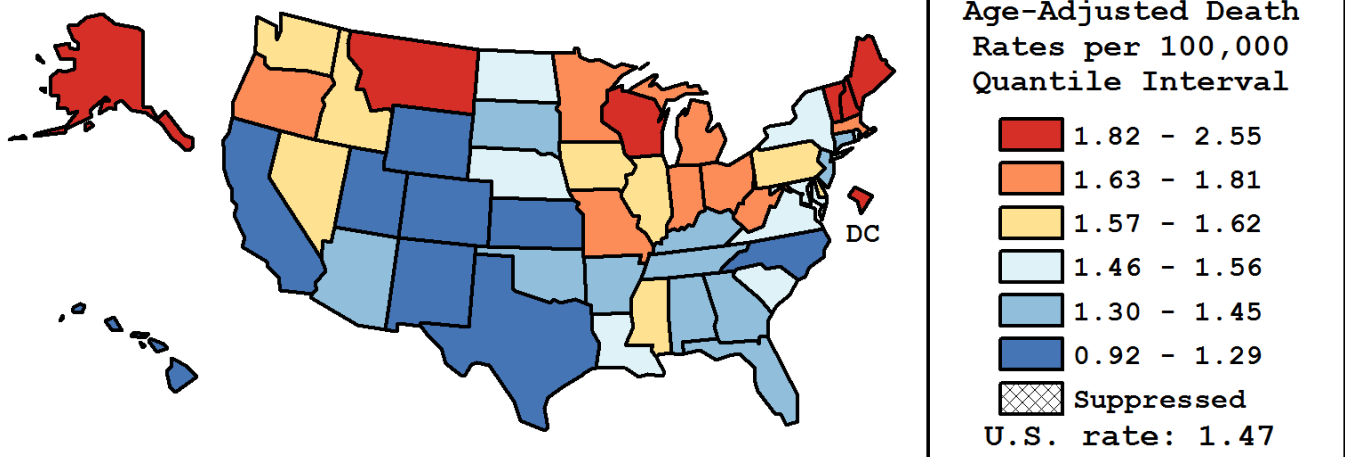 Age-Adjusted Death
Rates per 100,000
Quantile Interval
1.82 - 2.55
1.63 - 1.81
1.57 - 1.62
1.46 - 1.56
1.30 - 1.45
0.92 - 1.29
Suppressed
U.S. rate: 1.47
DC